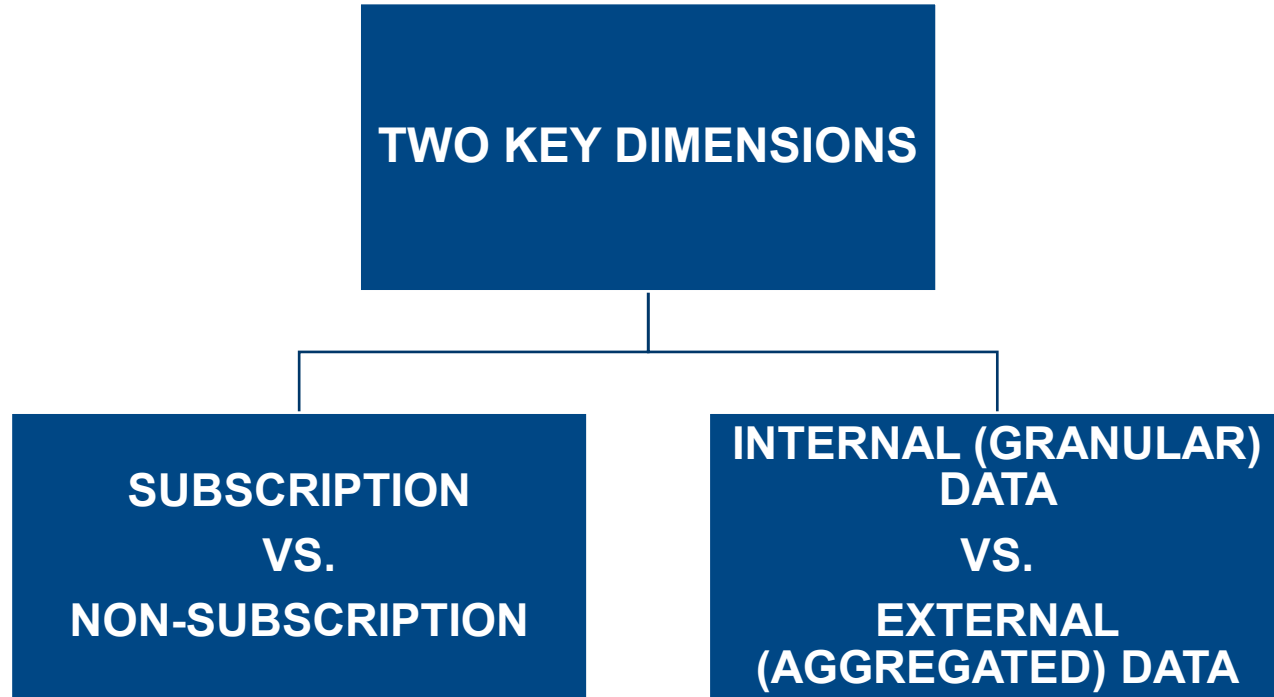 TWO KEY DIMENSIONS
SUBSCRIPTION
VS.
NON-SUBSCRIPTION
INTERNAL (GRANULAR)
DATA
VS.
EXTERNAL
(AGGREGATED) DATA